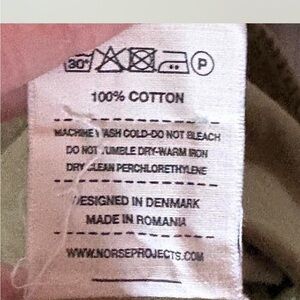 30° P
100% COTTON
MACHINE WASH COLD-DO NOT BLEACH
DO NOT TUMBLE DRY-WARM IRON
DRY CLEAN PERCHLORETHYLENE
DESIGNED IN DENMARK
MADE IN ROMANIA
WWW.NORSEPROJECTS.COM